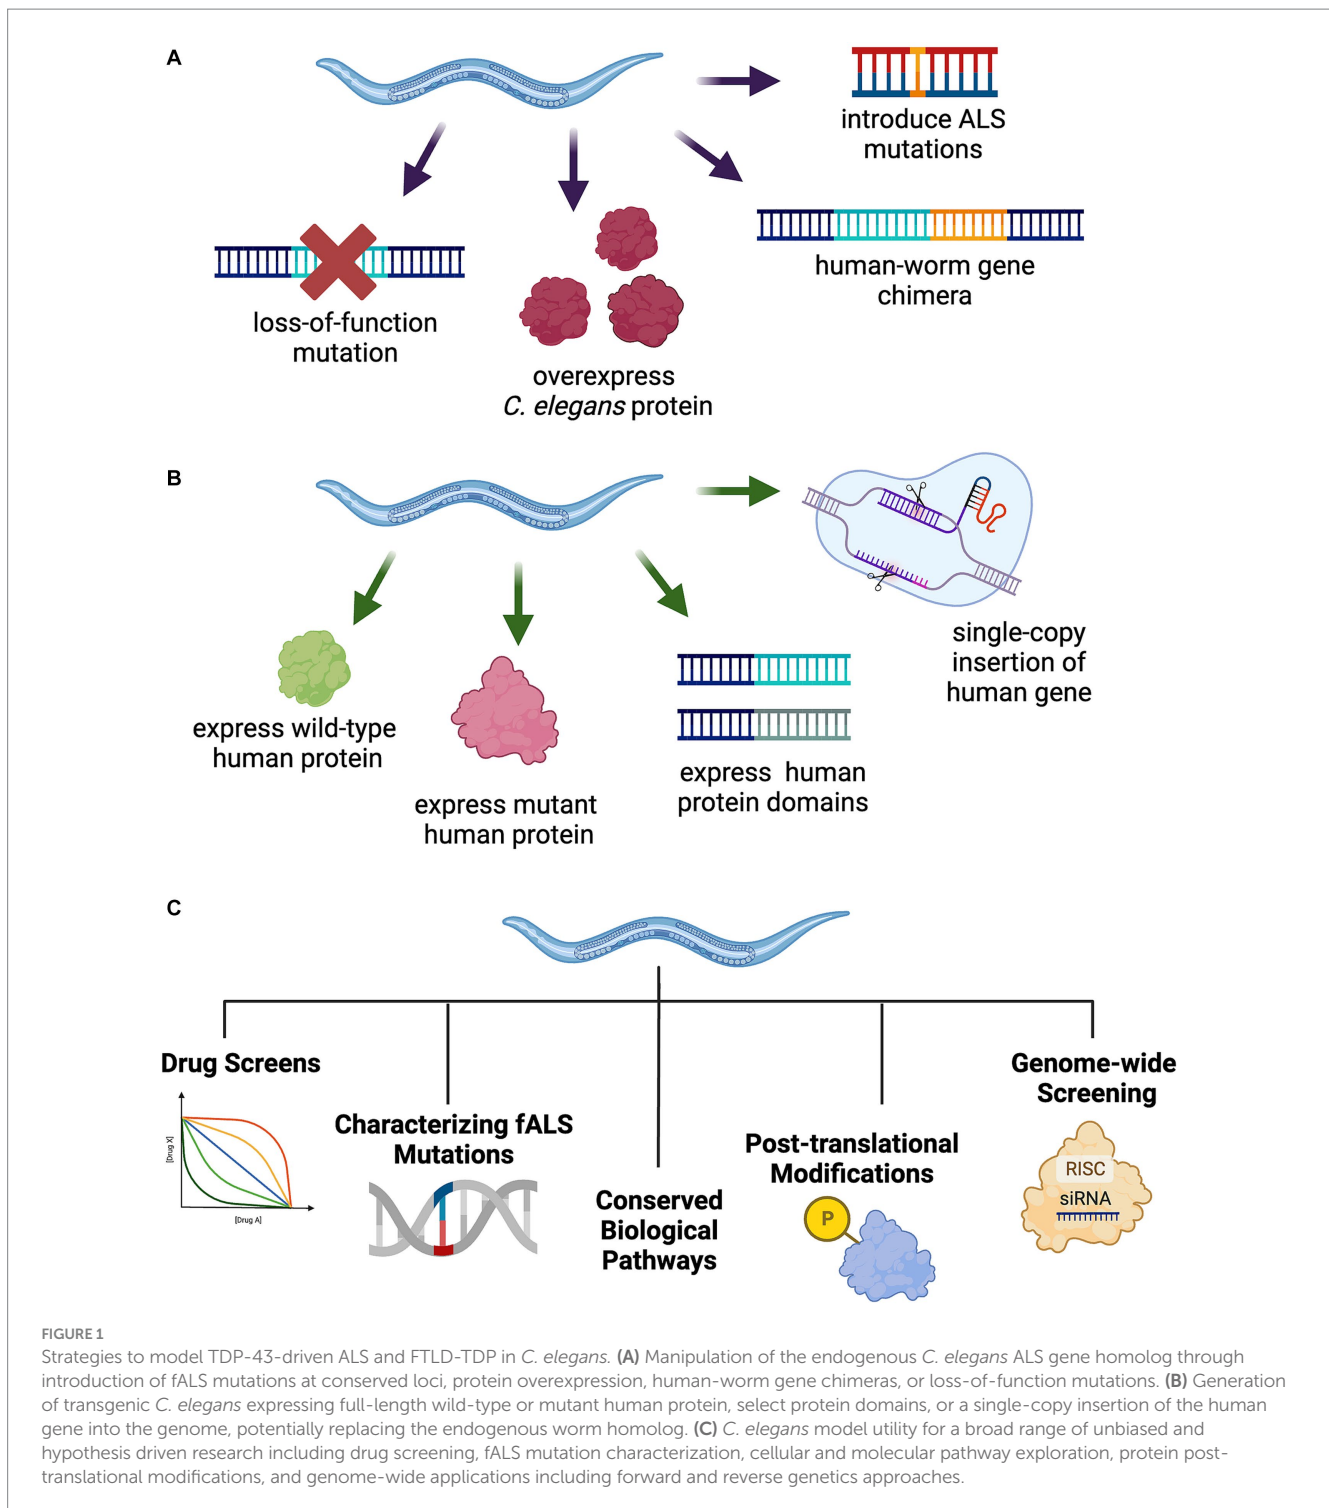 A
introduce ALS
mutations
human-worm gene
chimera
loss-of-function
mutation
overexpress
C. elegans protein
B
single-copy
insertion of
human gene
express wild-type
human protein
express mutant
human protein
express human
protein domains
C
Drug Screens
[Drug X]
[Drug A]
Characterizing fALS
Mutations
Conserved
Biological
Pathways
Post-translational
Modifications
P
Genome-wide
Screening
RISC
siRNA
FIGURE 1
Strategies to model TDP-43-driven ALS and FTLD-TDP in C. elegans. (A) Manipulation of the endogenous C. elegans ALS gene homolog through
introduction of fALS mutations at conserved loci, protein overexpression, human-worm gene chimeras, or loss-of-function mutations. (B) Generation
of transgenic C. elegans expressing full-length wild-type or mutant human protein, select protein domains, or a single-copy insertion of the human
gene into the genome, potentially replacing the endogenous worm homolog. (C) C. elegans model utility for a broad range of unbiased and
hypothesis driven research including drug screening, fALS mutation characterization, cellular and molecular pathway exploration, protein post-
translational modifications, and genome-wide applications including forward and reverse genetics approaches.